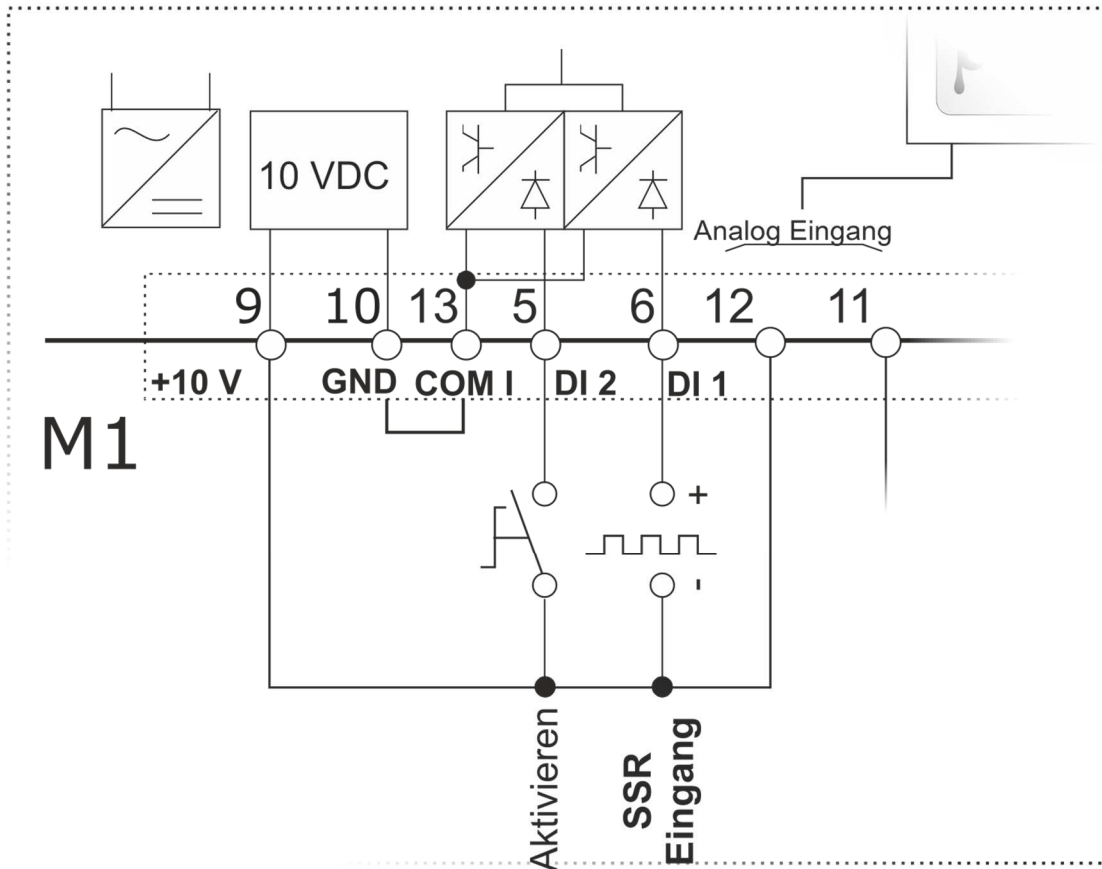 10 VDC
Analog Eingang
9 10 13 5 6 12 11
+10 V GND COM I DI 2 DI 1
M1
+
-
Aktivieren
SSR
Eingang